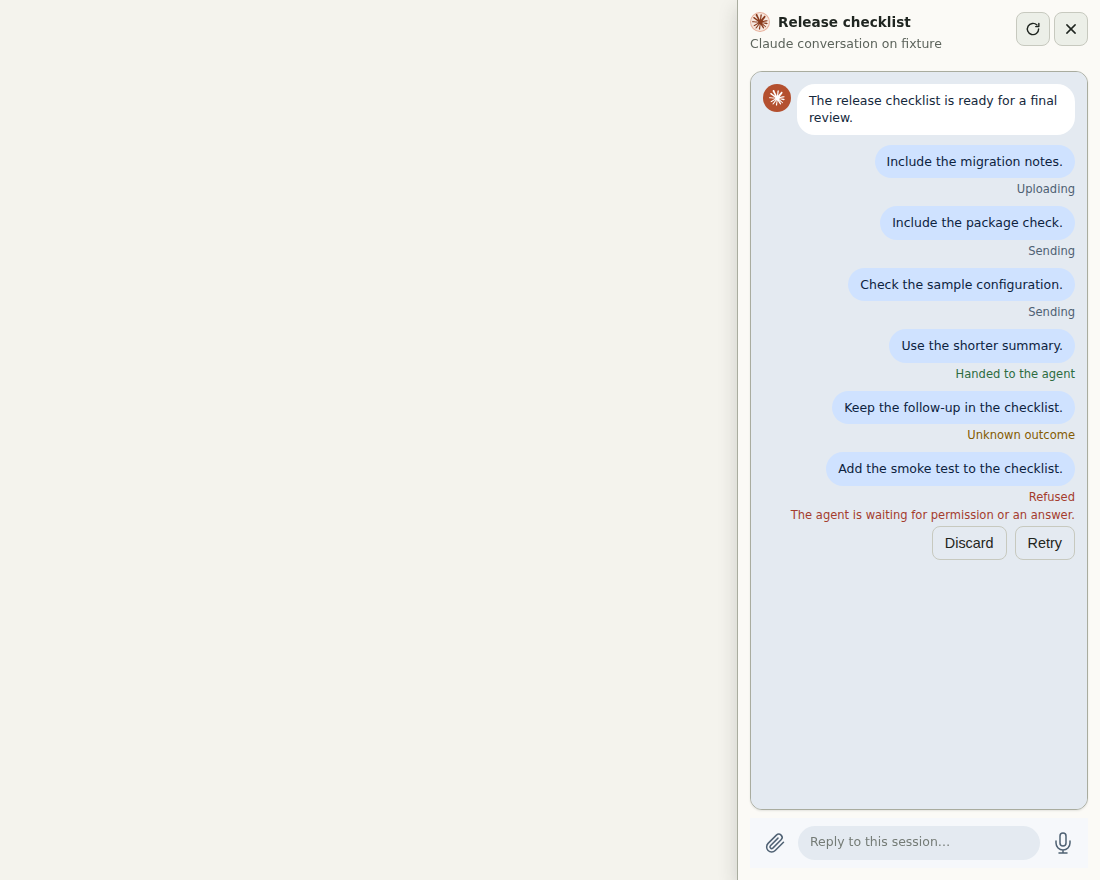 Release checklist
Claude conversation on fixture
The release checklist is ready for a final
review.
Include the migration notes.
Uploading
Include the package check.
Sending
Check the sample configuration.
Sending
Use the shorter summary.
Handed to the agent
Keep the follow-up in the checklist.
Unknown outcome
Add the smoke test to the checklist.
Refused
The agent is waiting for permission or an answer.
Discard Retry
Reply to this session...